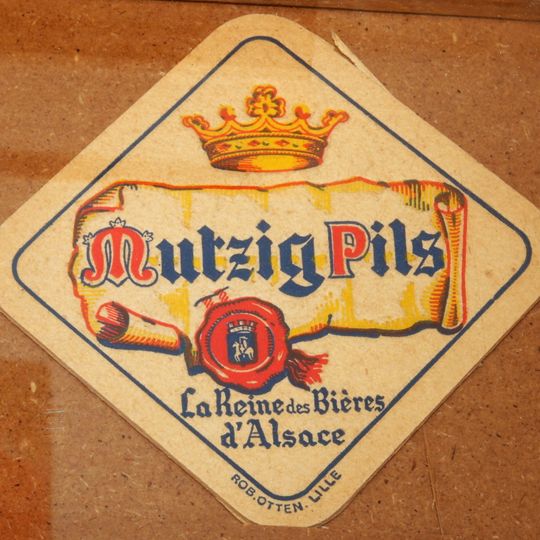 Mutzig Pils
La Reine des Bières
d'Alsace
ROB. OTTEN. LILLE